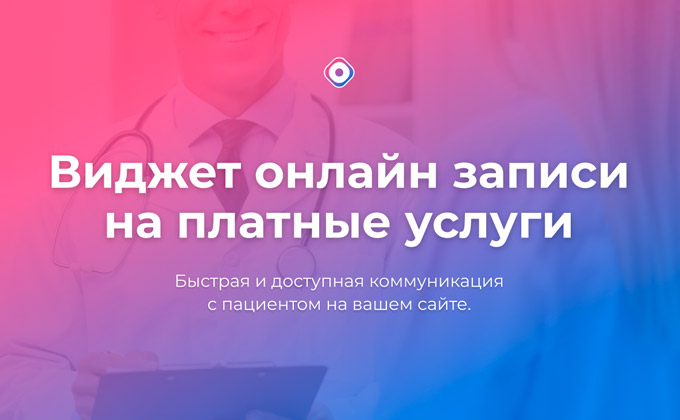 Виджет онлайн записи
на платные услуги
Быстрая и доступная коммуникация
с пациентом на вашем сайте.